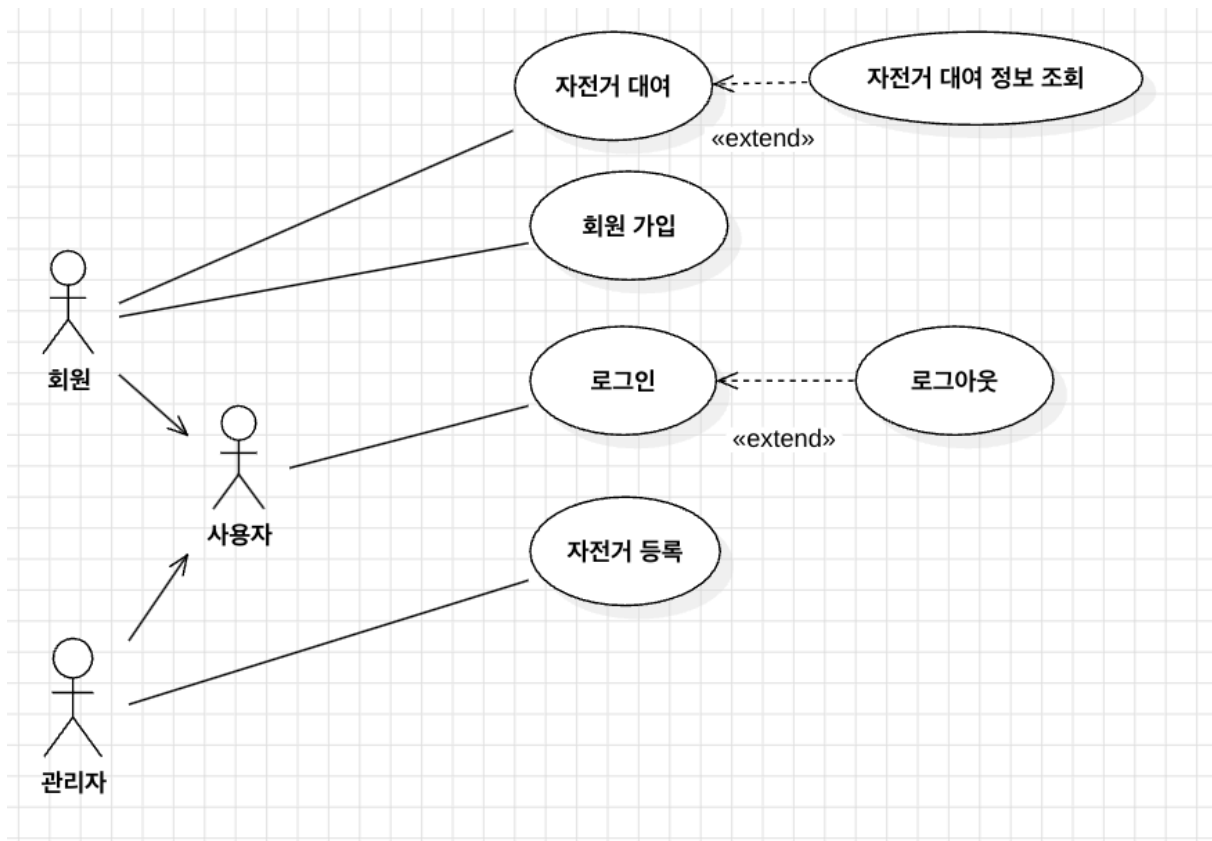 자전거 대여
자전거 대여 정보 조회
«extend»
회원 가입
회원
로그인
로그아웃
«extend»
사용자
자전거 등록
관리자